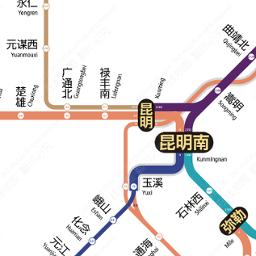 永仁
Yongren
元谋西
Yuanmouxi
广通北
Guangtongbei
禄丰南
Lufengnan
楚雄
Chuxiong
昆明
Kunming
曲靖北
Qujingbei
嵩明
Songming
昆明南
Kunmingnan
峨山
Eshan
玉溪
Yuxi
石林西
Shilinxi
弥勒
Mile
化念
Huanian
元江
Yuanjiang
通海
Tonghai